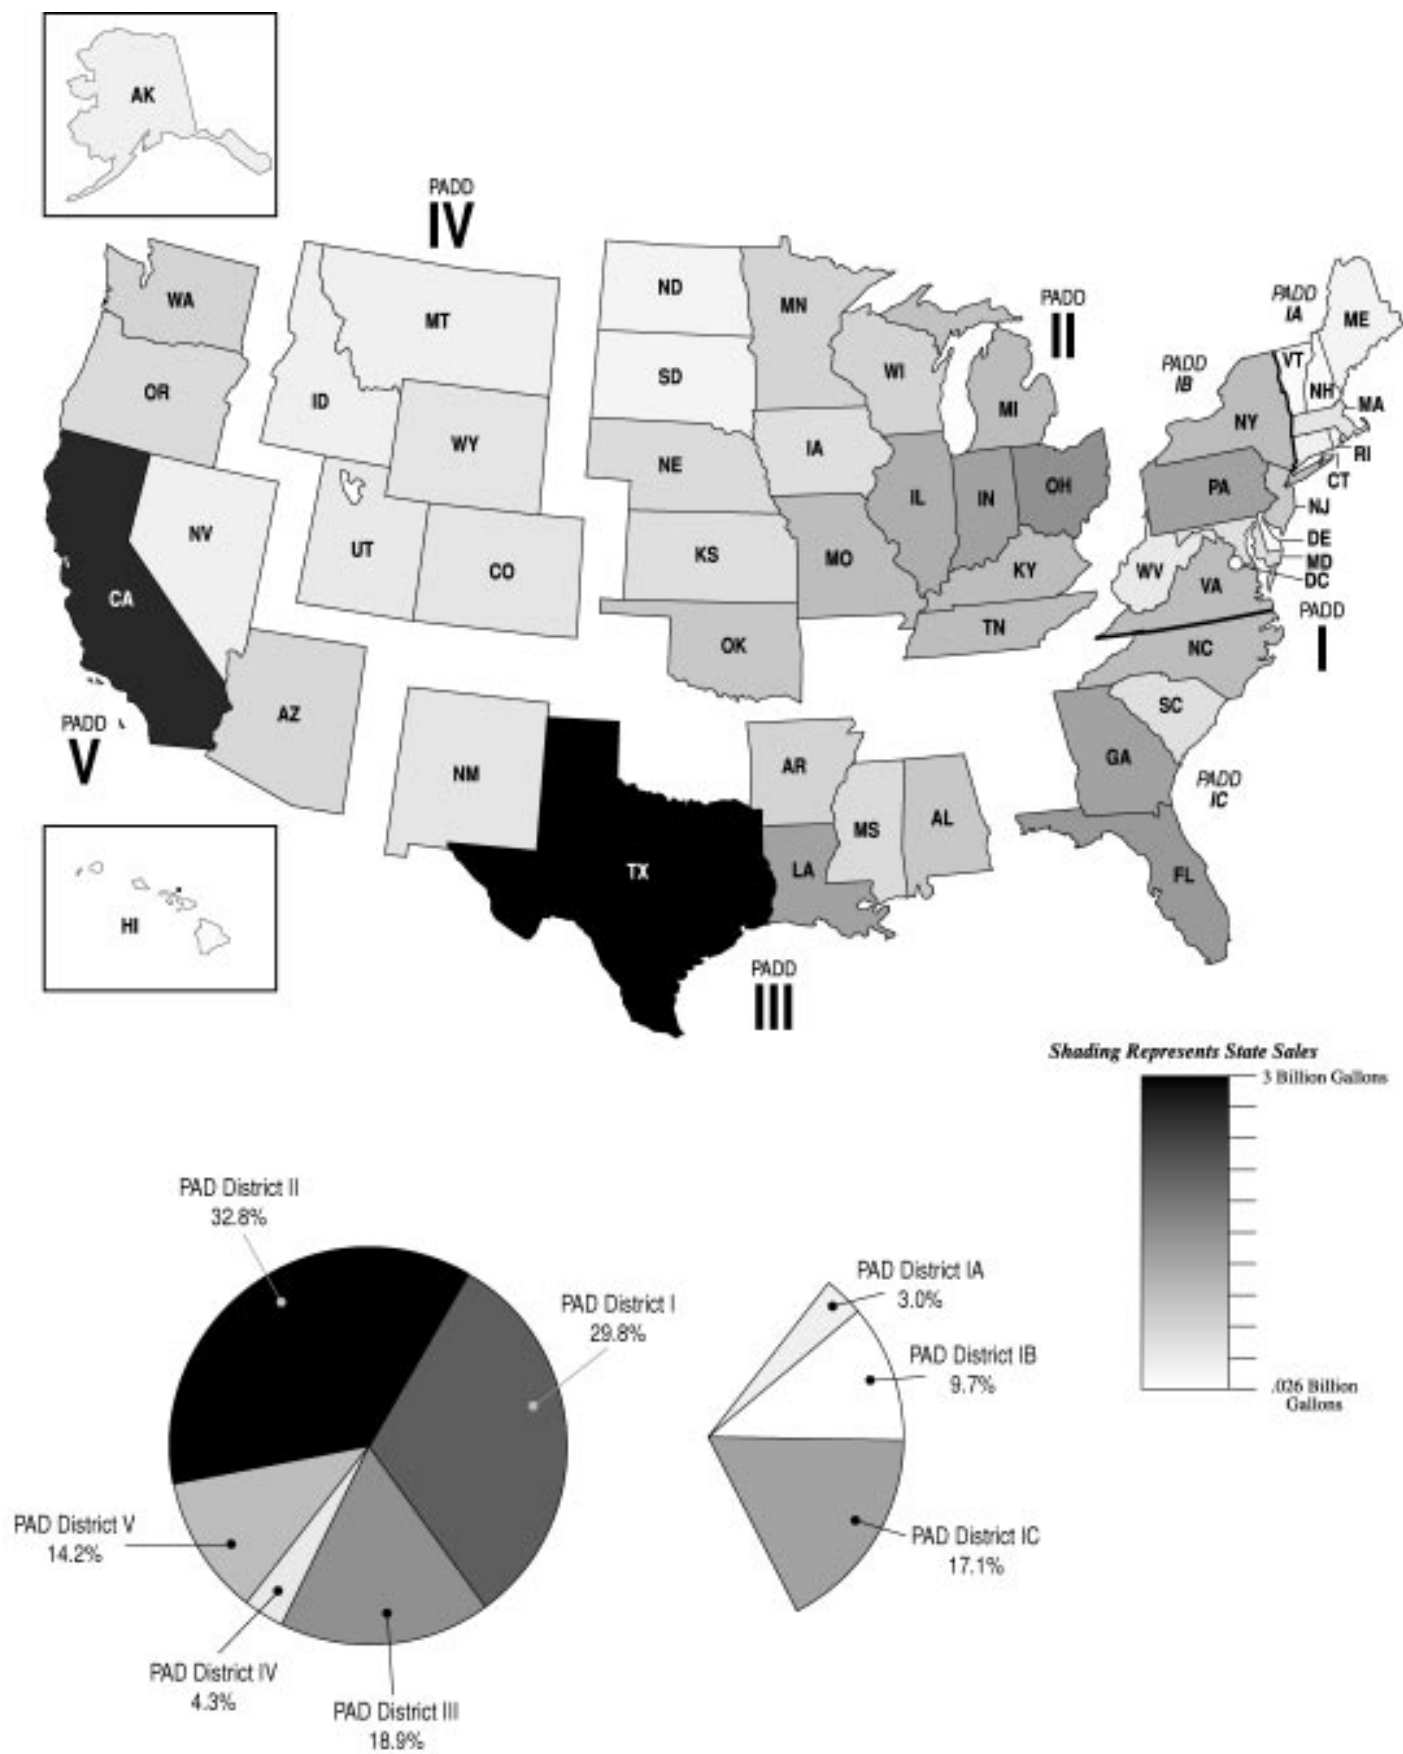 AK
PADD
IV
WA
MT
ND
MN
PADD
II
PADD
IA
ME
OR
ID
SD
WI
MI
PADD
IB
VT
NH
MA
NY
WY
IA
NE
RI
CT
NV
UT
CO
KS
MO
IL
IN
OH
PA
NJ
DE
MD
DC
CA
KY
WV
VA
PADD
I
OK
TN
NC
AZ
SC
PADD
V
NM
AR
GA
PADD
IC
MS
AL
TX
LA
FL
HI
PADD
III
Shading Represents State Sales
3 Billion Gallons
.026 Billion
Gallons
PAD District II
32.8%
PAD District I
29.8%
PAD District IA
3.0%
PAD District IB
9.7%
PAD District V
14.2%
PAD District IC
17.1%
PAD District IV
4.3%
PAD District III
18.9%